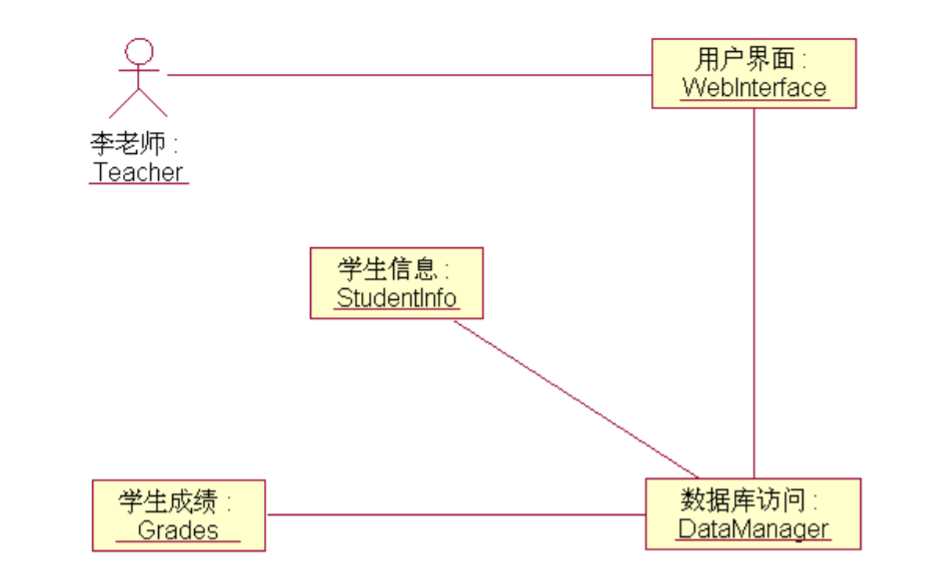 用户界面 :
WebInterface
李老师 :
Teacher
学生信息 :
StudentInfo
学生成绩 :
Grades
数据库访问 :
DataManager